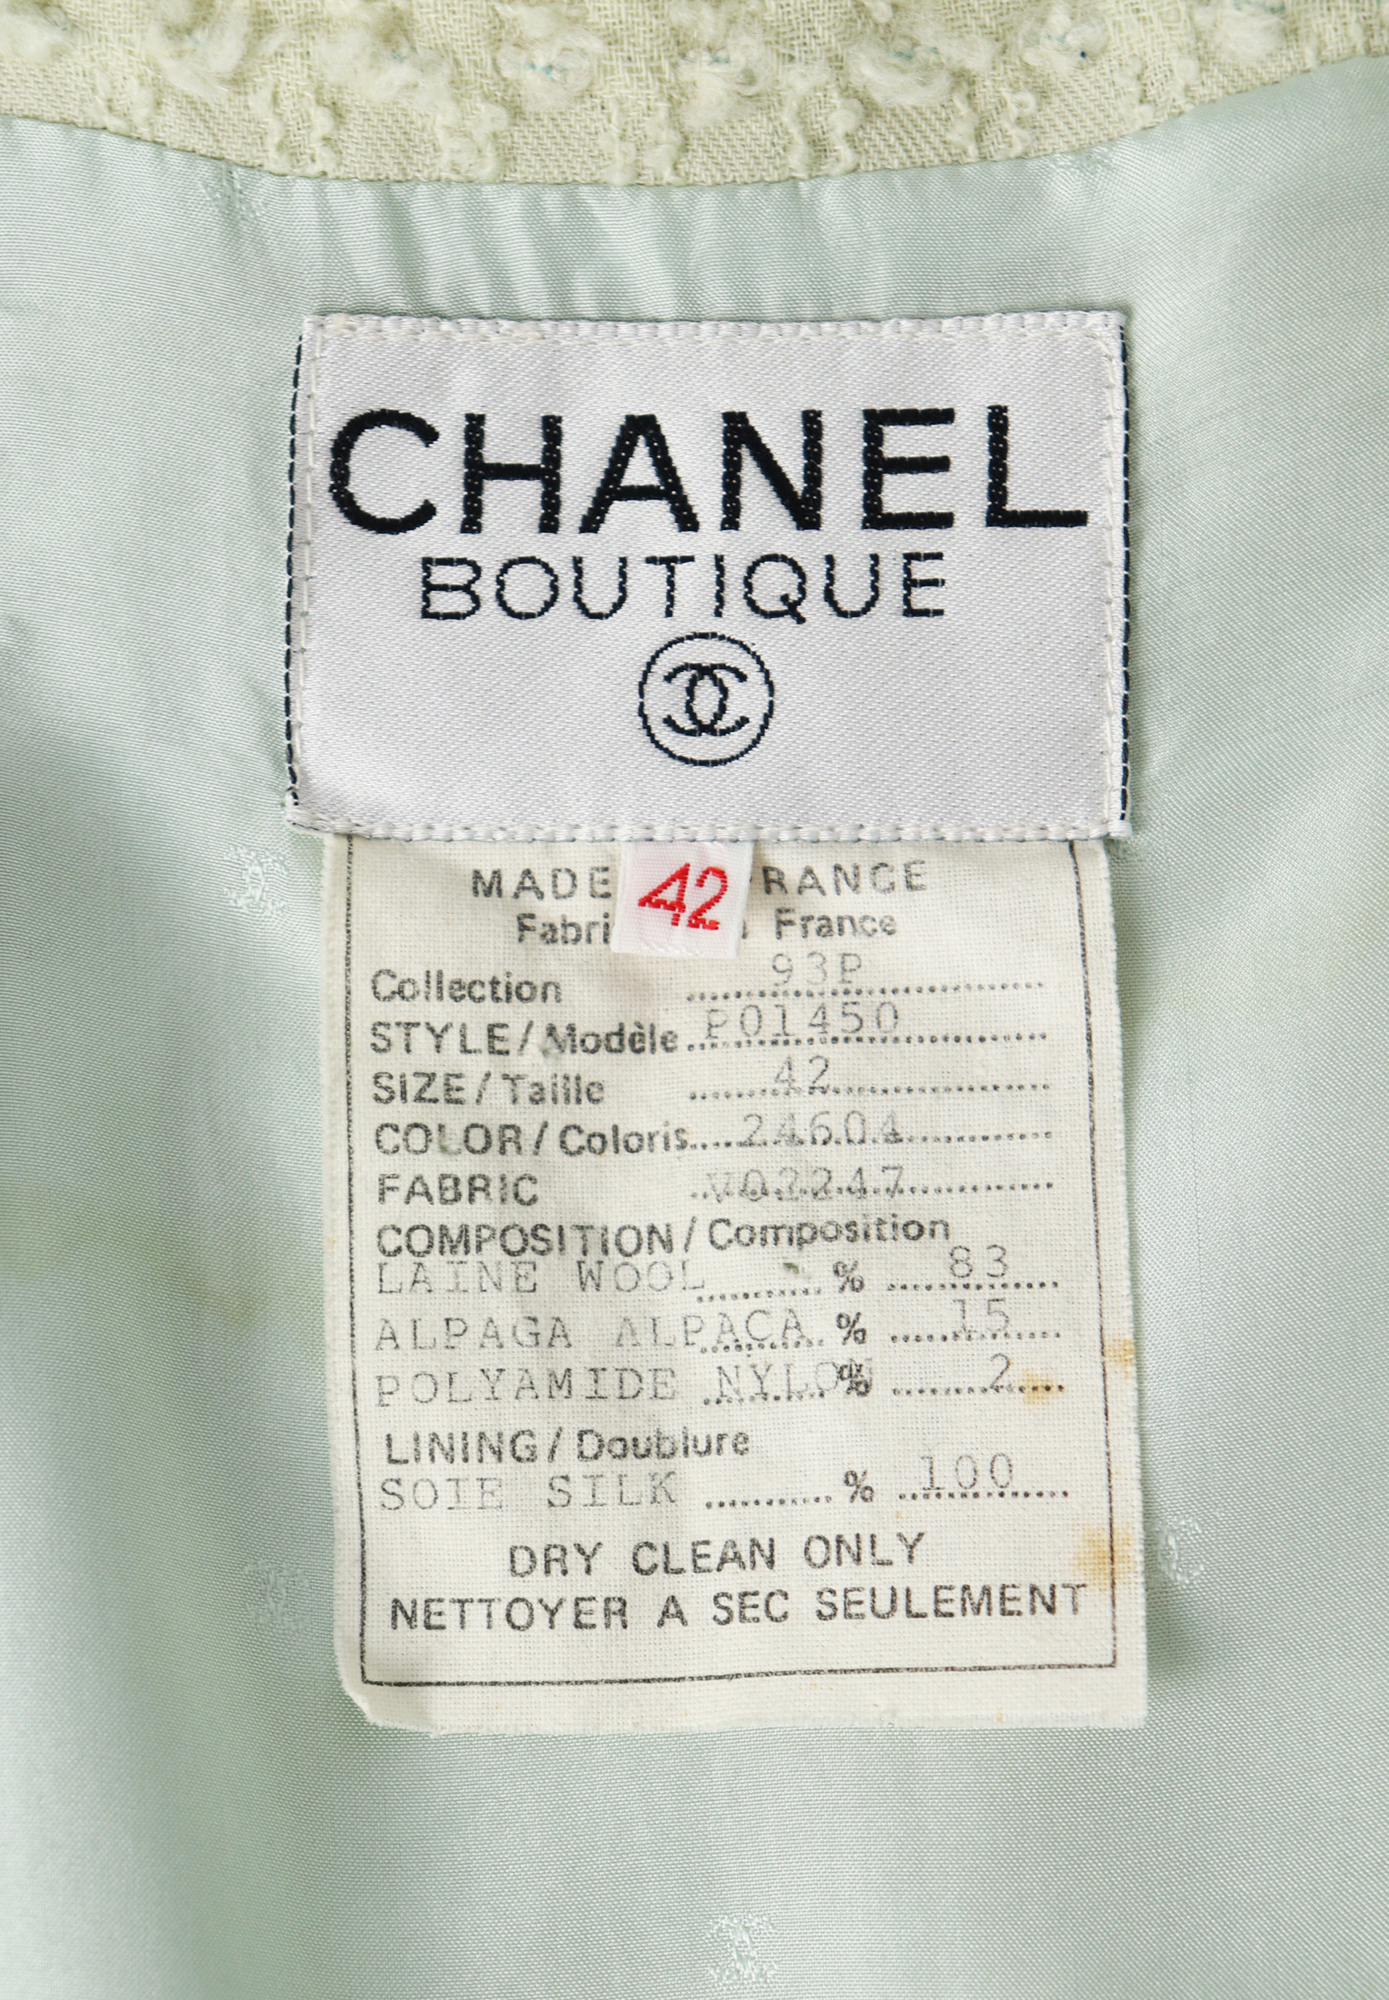 CHANEL
BOUTIQUE
42
MADE RANCE
Fabri France
Collection ........ 93P ........
STYLE/Modèle.. P01450 ........
SIZE/Taille ........ 42 ........
COLOR/Coloris.... 24604 ........
FABRIC .. V03247 ........
COMPOSITION/Composition
LAINE WOOL ........ % ........ 83 ....
ALPAGA ALPACA. % ........ 15 ....
POLYAMIDE NYLON % ........ 2 ....
LINING/Doublure
SOIE SILK ........ % .. 100 ....
DRY CLEAN ONLY
NETTOYER A SEC SEULEMENT